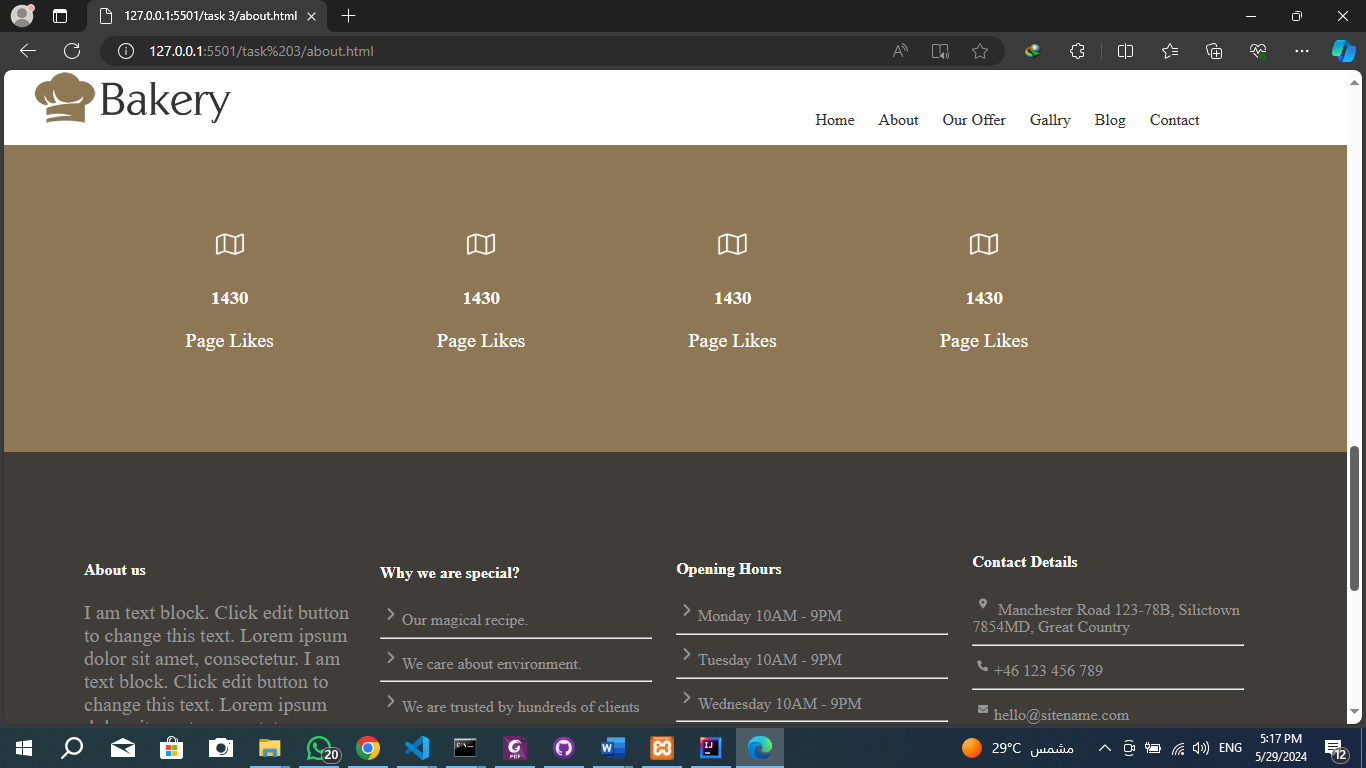 127.0.0.1:5501/task 3/about.html
127.0.0.1:5501/task%203/about.html
Bakery
Home About Our Offer Gallry Blog Contact
1430 1430 1430 1430
Page Likes Page Likes Page Likes Page Likes
About us
I am text block. Click edit button
to change this text. Lorem ipsum
dolor sit amet, consectetur. I am
text block. Click edit button to
change this text. Lorem ipsum
Why we are special?
Our magical recipe.
We care about environment.
We are trusted by hundreds of clients
Opening Hours
Monday 10AM - 9PM
Tuesday 10AM - 9PM
Wednesday 10AM - 9PM
Contact Details
Manchester Road 123-78B, Silictown
7854MD, Great Country
+46 123 456 789
hello@sitename.com
20
29°C مشمس
ENG
5:17 PM
5/29/2024
12